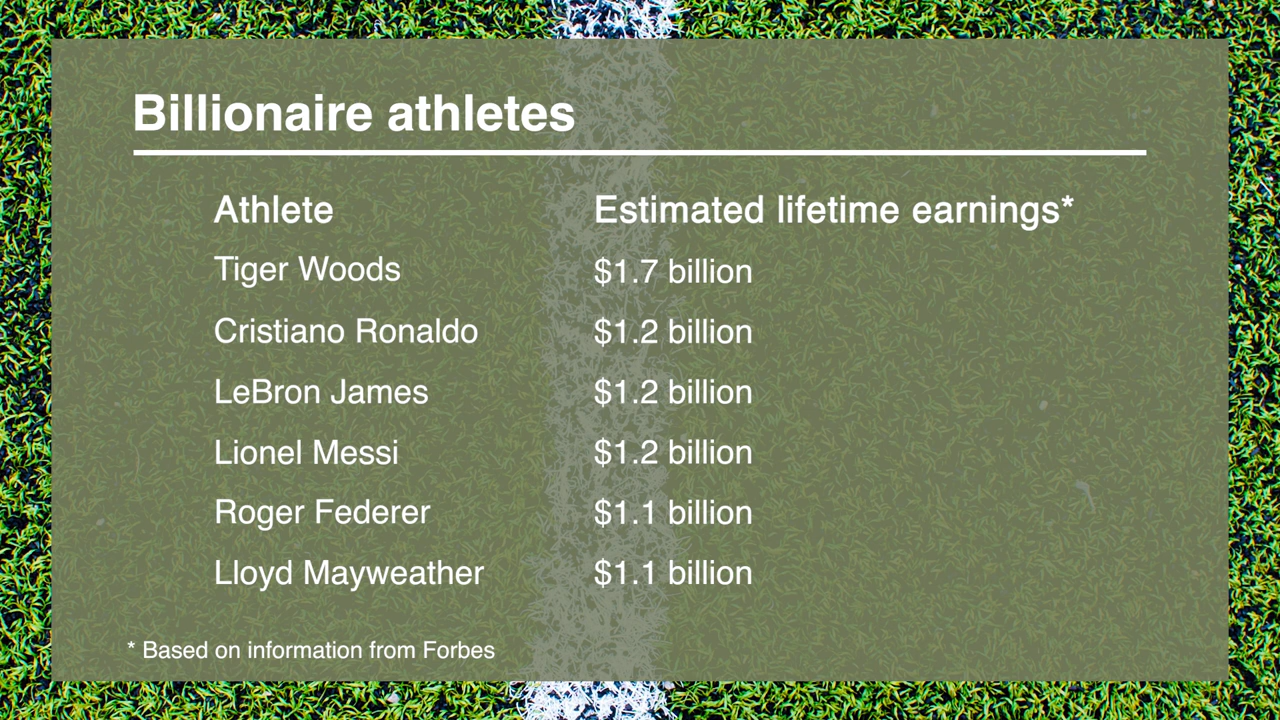 Billionaire athletes
Athlete Estimated lifetime earnings*
Tiger Woods $1.7 billion
Cristiano Ronaldo $1.2 billion
LeBron James $1.2 billion
Lionel Messi $1.2 billion
Roger Federer $1.1 billion
Lloyd Mayweather $1.1 billion
* Based on information from Forbes